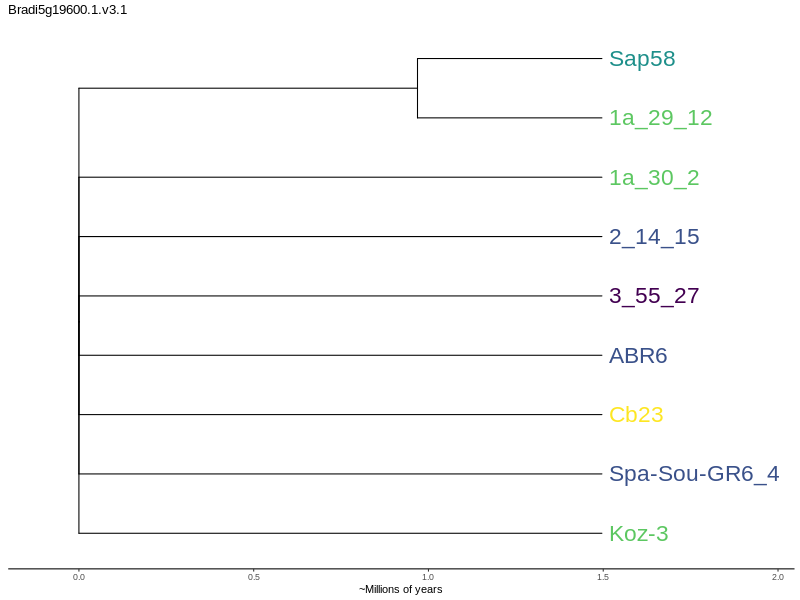 Bradi5g19600.1.v3.1
Sap58
1a_29_12
1a_30_2
2_14_15
3_55_27
ABR6
Cb23
Spa-Sou-GR6_4
Koz-3
0.0 0.5 1.0 1.5 2.0
~Millions of years